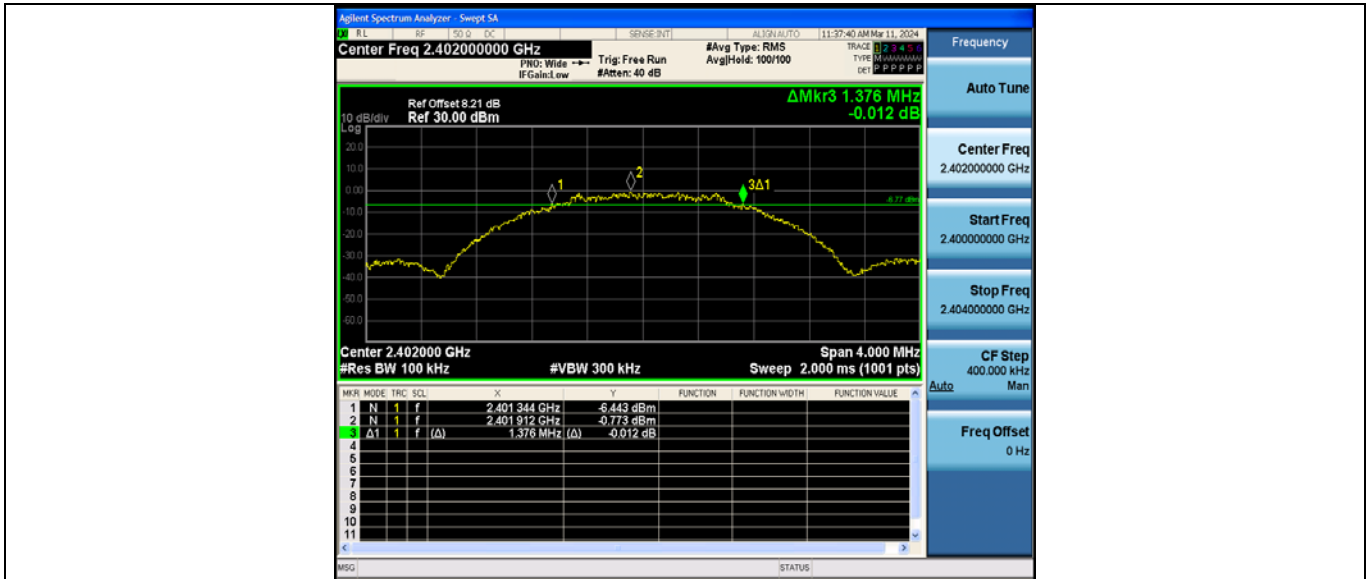 Agilent Spectrum Analyzer - Swept SA
RL RF 50 Ω DC SENSE:INT ALIGNAUTO 11:37:40 AM Mar 11, 2024
Center Freq 2.402000000 GHz
PNO: Wide
IFGain:Low
Trig: Free Run
#Atten: 40 dB
#Avg Type: RMS
Avg|Hold: 100/100
TRACE 1 2 3 4 5 6
TYPE M
DET P P P P P P
ΔMkr3 1.376 MHz
-0.012 dB
Ref Offset 8.21 dB
10 dB/div Ref 30.00 dBm
Log
20.0
10.0
0.00
-10.0
-20.0
-30.0
-40.0
-50.0
-60.0
1
2
3Δ1
-6.77 dBm
Center 2.402000 GHz Span 4.000 MHz
#Res BW 100 kHz #VBW 300 kHz Sweep 2.000 ms (1001 pts)
MKR MODE TRC SCL X Y FUNCTION FUNCTION WIDTH FUNCTION VALUE
1 N 1 f 2.401 344 GHz -6.443 dBm
2 N 1 f 2.401 912 GHz -0.773 dBm
3 Δ1 1 f (Δ) 1.376 MHz (Δ) -0.012 dB
4
5
6
7
8
9
10
11
MSG STATUS
Frequency
Auto Tune
Center Freq
2.402000000 GHz
Start Freq
2.400000000 GHz
Stop Freq
2.404000000 GHz
CF Step
400.000 kHz
Auto Man
Freq Offset
0 Hz